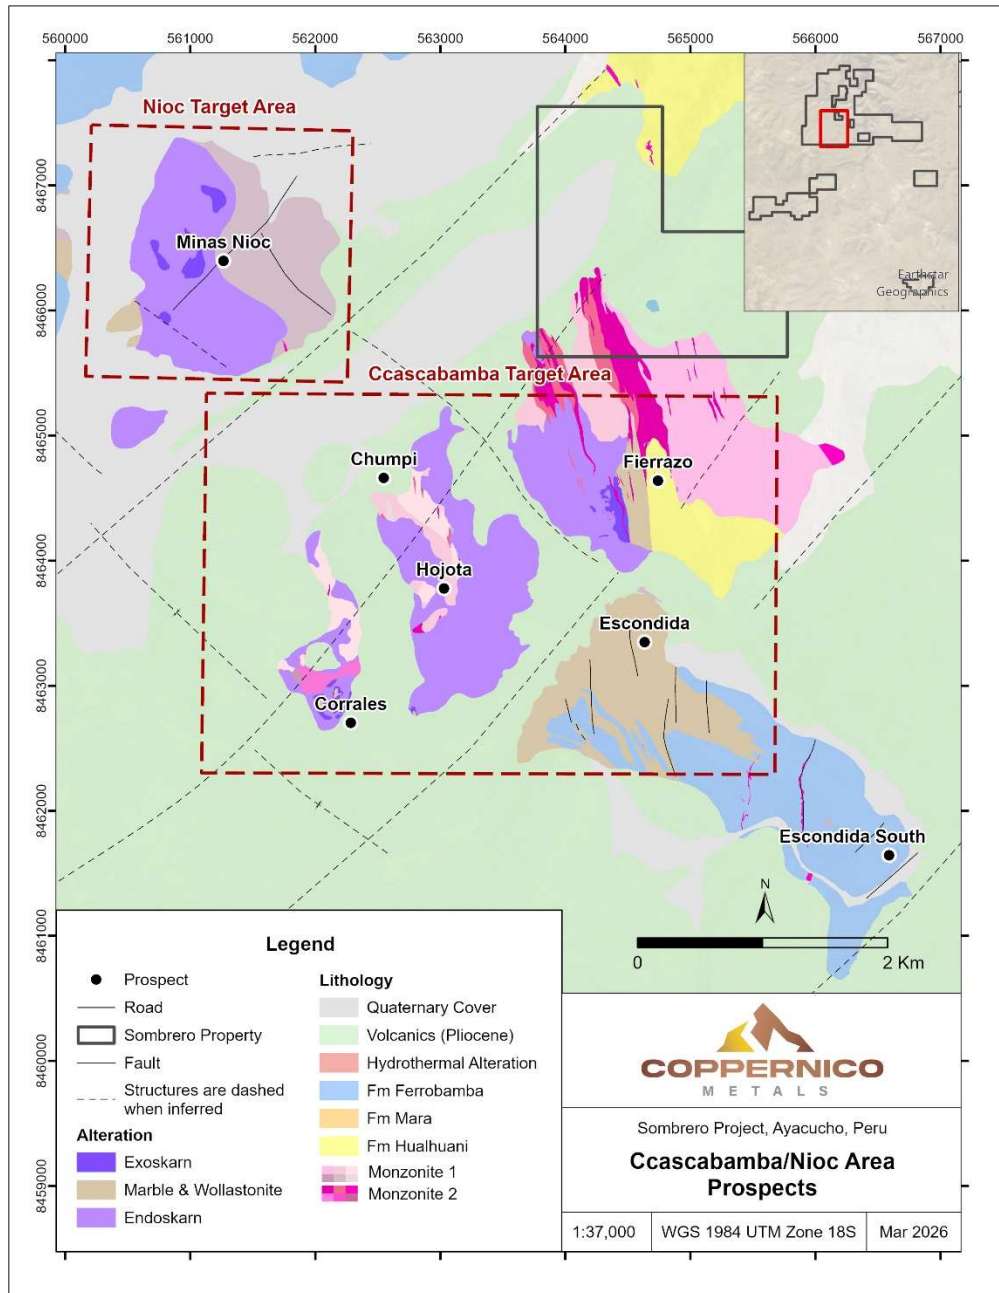 560000 561000 562000 563000 564000 565000 566000 567000
8467000
8466000
8465000
8464000
8463000
8462000
8461000
8460000
8459000
Nioc Target Area
Minas Nioc
Earthstar
Geographics
Ccascabamba Target Area
Chumpi
Fierrazo
Hojota
Escondida
Corrales
Escondida South
N
0 2 Km
Legend
Prospect
Road
Sombrero Property
Fault
Structures are dashed
when inferred
Alteration
Exoskarn
Marble & Wollastonite
Endoskarn
Lithology
Quaternary Cover
Volcanics (Pliocene)
Hydrothermal Alteration
Fm Ferrobamba
Fm Mara
Fm Hualhuani
Monzonite 1
Monzonite 2
COPPERNICO
METALS
Sombrero Project, Ayacucho, Peru
Ccascabamba/Nioc Area
Prospects
1:37,000 WGS 1984 UTM Zone 18S Mar 2026